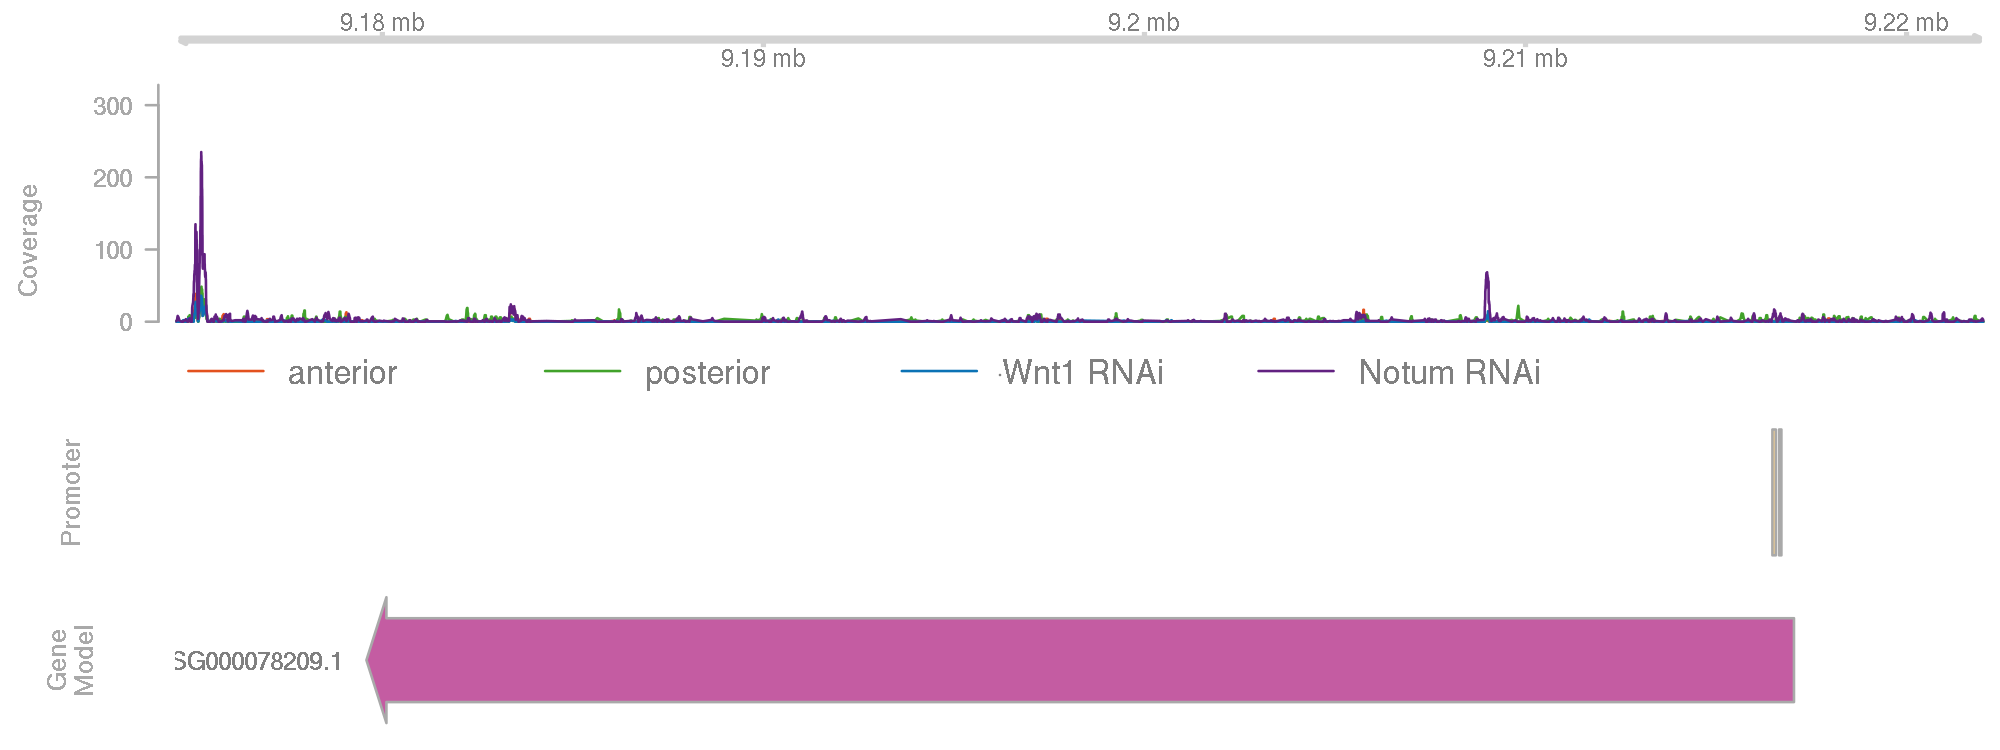 9.18 mb
9.2 mb
9.22 mb
9.19 mb
9.21 mb
300
200
100
0
Coverage
anterior
posterior
Wnt1 RNAi
Notum RNAi
Promoter
Gene
Model
SG000078209.1